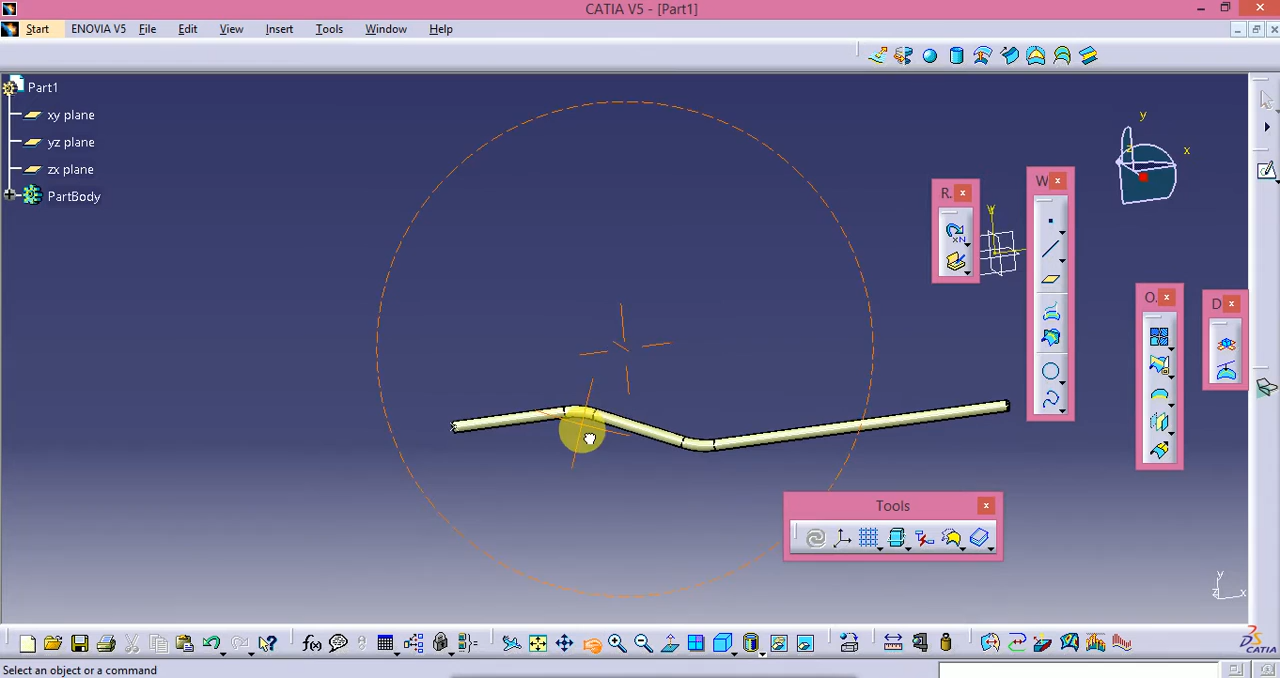 CATIA V5 - [Part1]
Start ENOVIA V5 File Edit View Insert Tools Window Help
Part1
xy plane
yz plane
zx plane
PartBody
y
x
z
R.
W
y
O.
D
Tools
y
z x
f(x)
CATIA
Select an object or a command